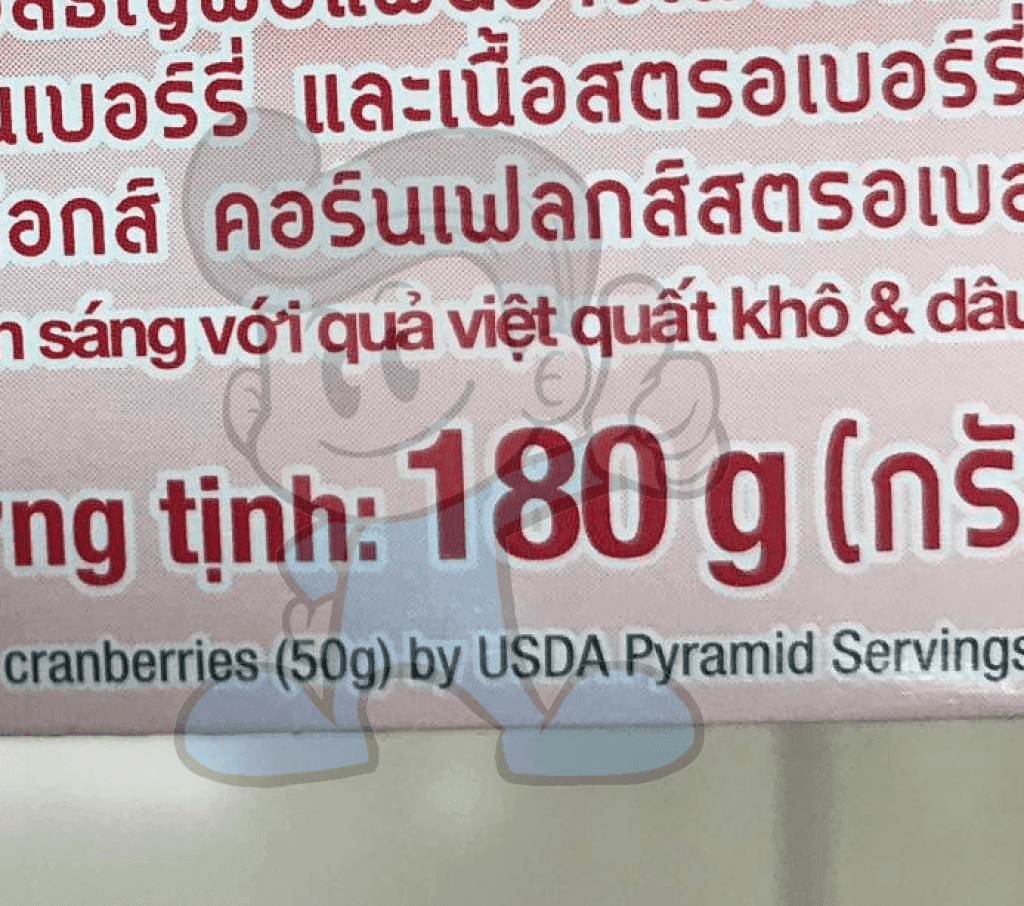 นเบอร์รี่ และเนื้อสตรอเบอร์รี่
อกส์ คอร์นเฟลกส์สตรอเบอ
n sáng với quả việt quất khô & dâu
ng tịnh: 180 g (กรั
cranberries (50g) by USDA Pyramid Servings